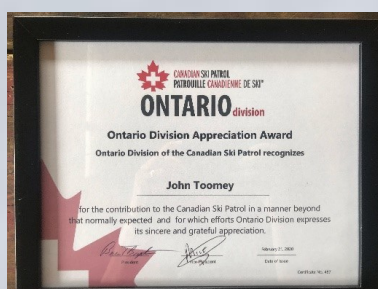 CANADIAN SKI PATROL
PATROUILLE CANADIENNE DE SKI
ONTARIO division
Ontario Division Appreciation Award
Ontario Division of the Canadian Ski Patrol recognizes
John Toomey
for the contribution to the Canadian Ski Patrol in a manner beyond
that normally expected and for which efforts Ontario Division expresses
its sincere and grateful appreciation.
President
Date of Issue
Certificate No.